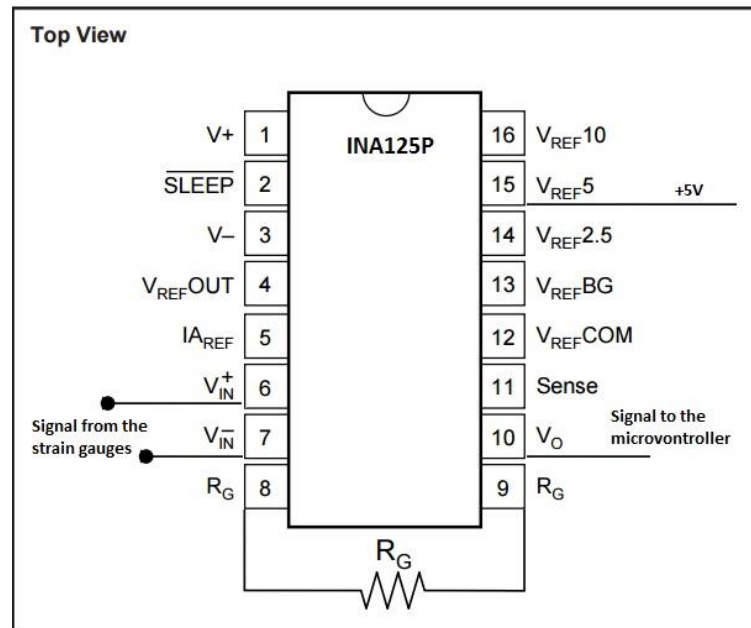 Top View
INA125P
V+ 1
SLEEP 2
V– 3
VREFOUT 4
IAREF 5
V+IN 6
V–IN 7
RG 8
16 VREF10
15 VREF5
14 VREF2.5
13 VREFBG
12 VREFCOM
11 Sense
10 VO
9 RG
+5V
Signal from the
strain gauges
Signal to the
microvontroller
RG